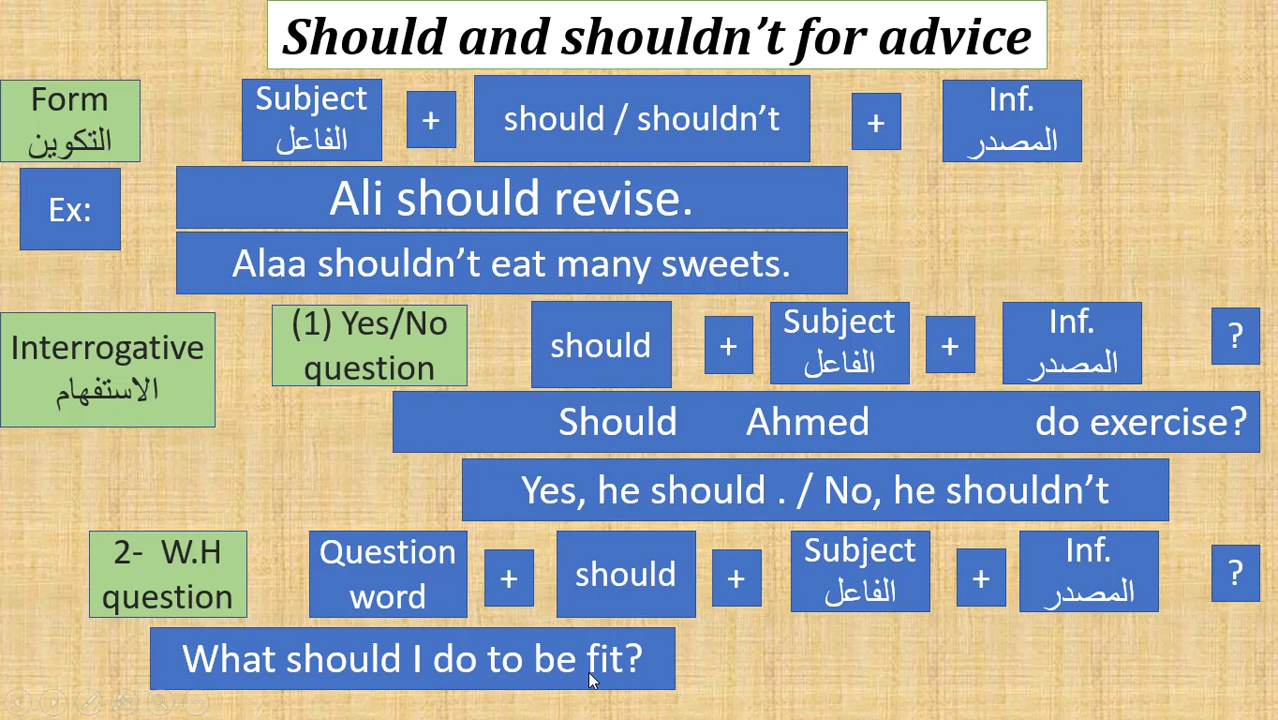 Should and shouldn't for advice
Form
التكوين
Subject
الفاعل
+
should / shouldn't
+
Inf.
المصدر
Ex:
Ali should revise.
Alaa shouldn't eat many sweets.
Interrogative
الاستفهام
(1) Yes/No
question
should
+
Subject
الفاعل
+
Inf.
المصدر
?
Should Ahmed do exercise?
Yes, he should . / No, he shouldn't
2- W.H
question
Question
word
+
should
+
Subject
الفاعل
+
Inf.
المصدر
?
What should I do to be fit?